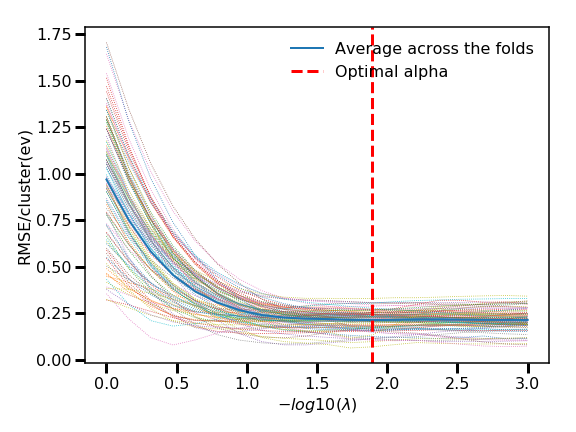 1.75
1.50
1.25
1.00
0.75
0.50
0.25
0.00
RMSE/cluster(ev)
Average across the folds
Optimal alpha
0.0 0.5 1.0 1.5 2.0 2.5 3.0
−log10(λ)